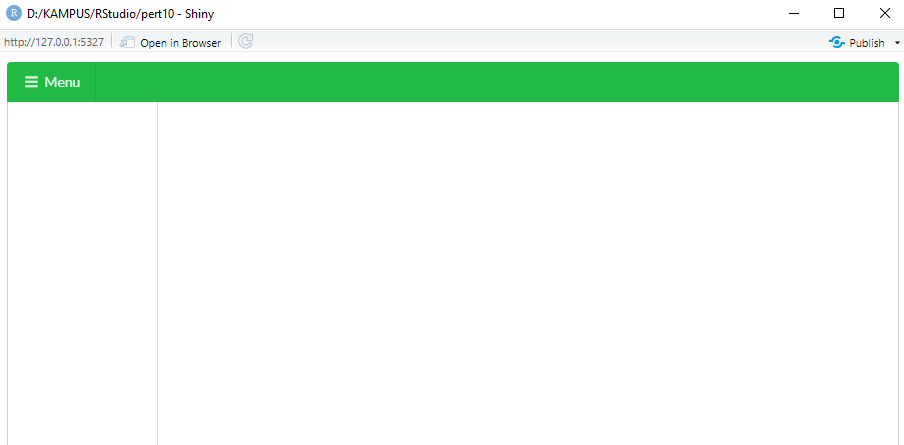 R D:/KAMPUS/RStudio/pert10 - Shiny
http://127.0.0.1:5327 Open in Browser Publish
Menu